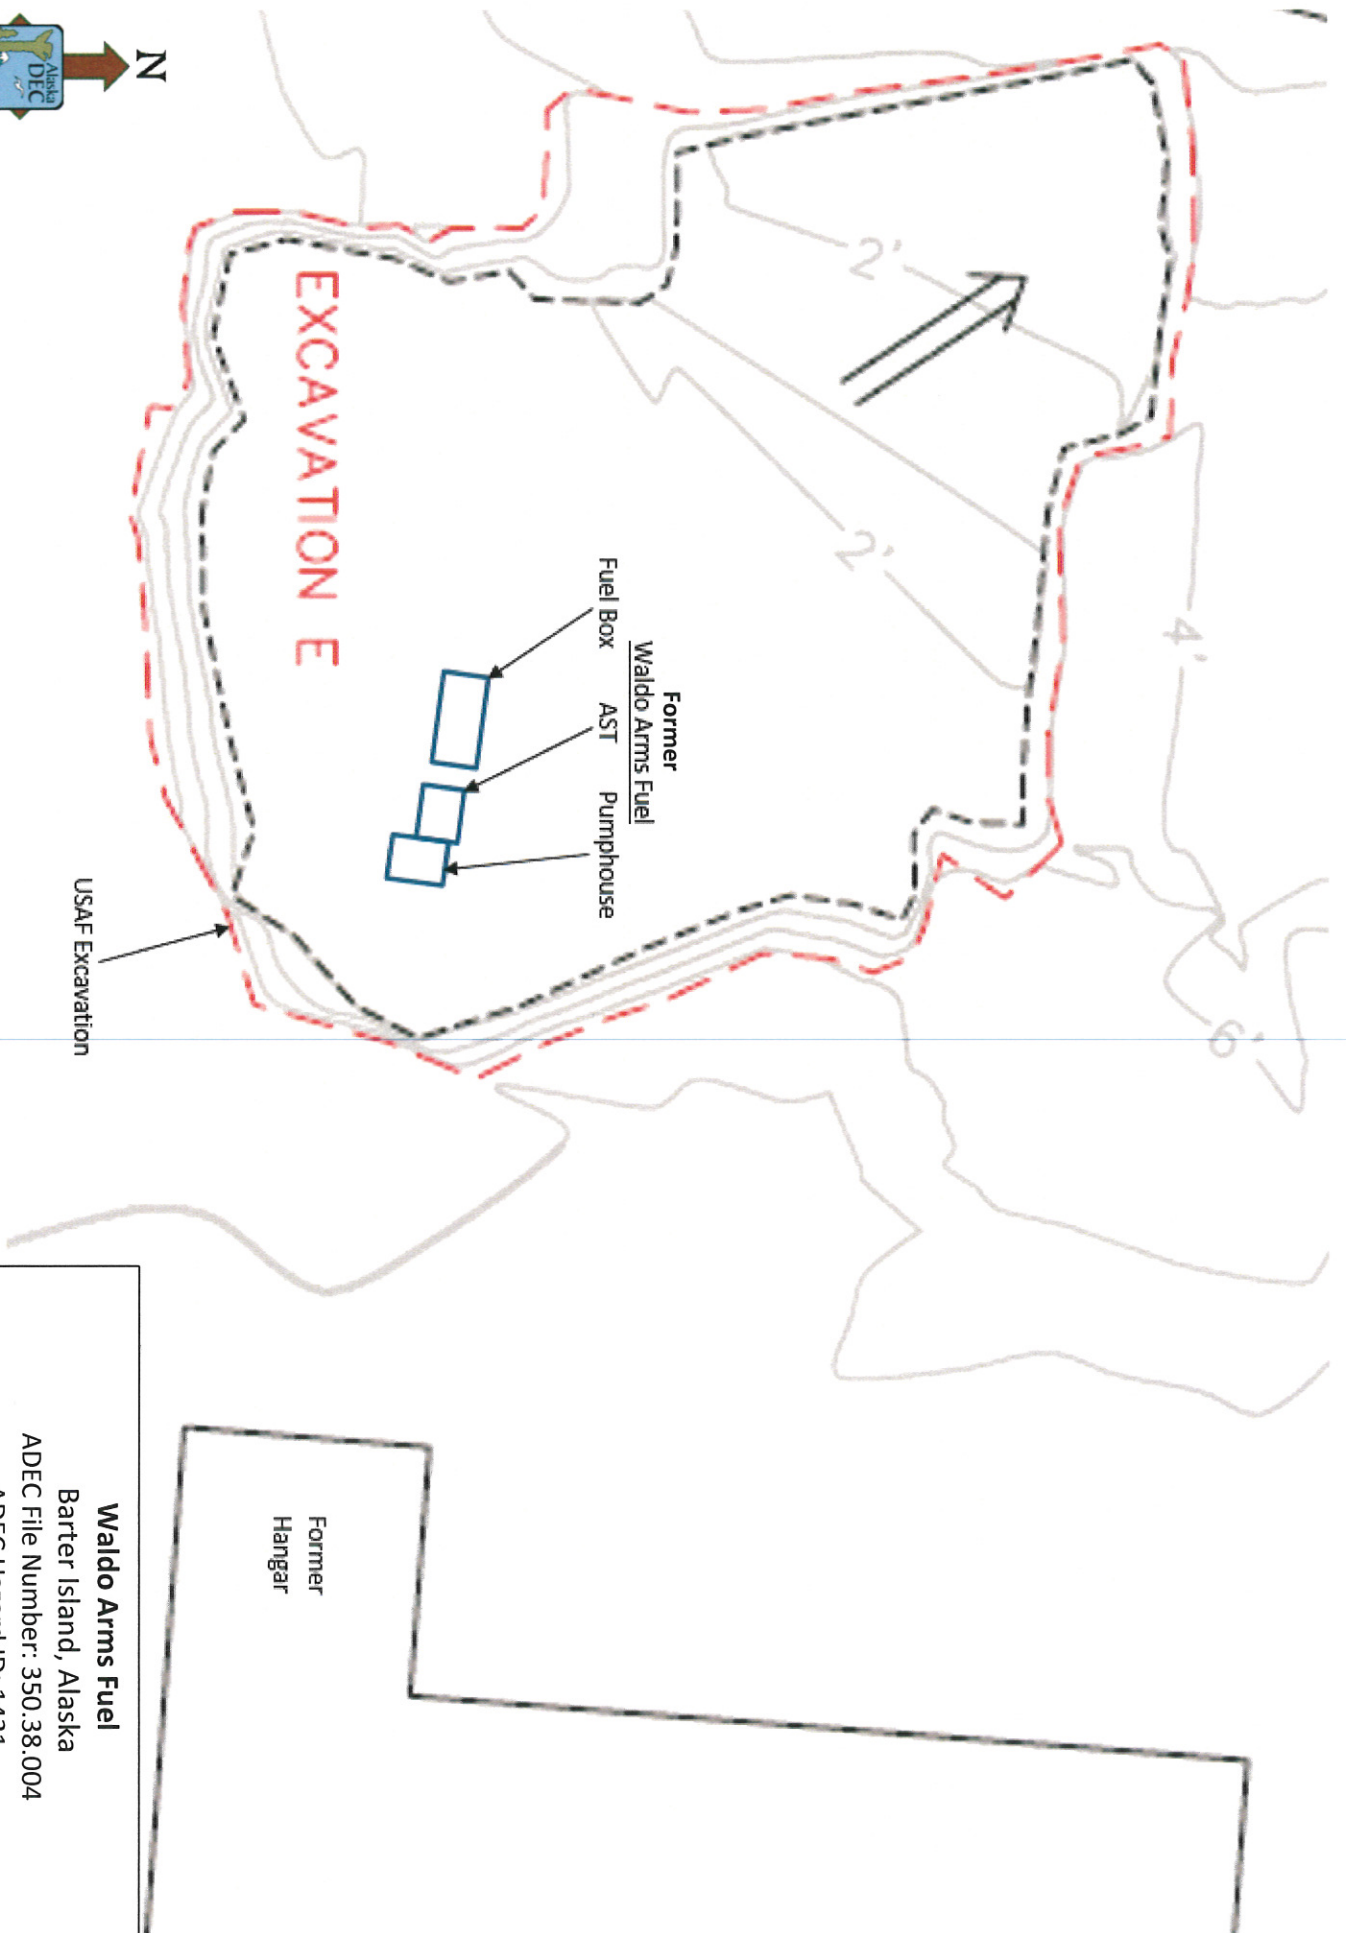 N
Alaska
DEC
2'
2'
4'
6'
EXCAVATION E
Former
Waldo Arms Fuel
Fuel Box
AST
Pumphouse
USAF Excavation
Former
Hangar
Waldo Arms Fuel
Barter Island, Alaska
ADEC File Number: 350.38.004